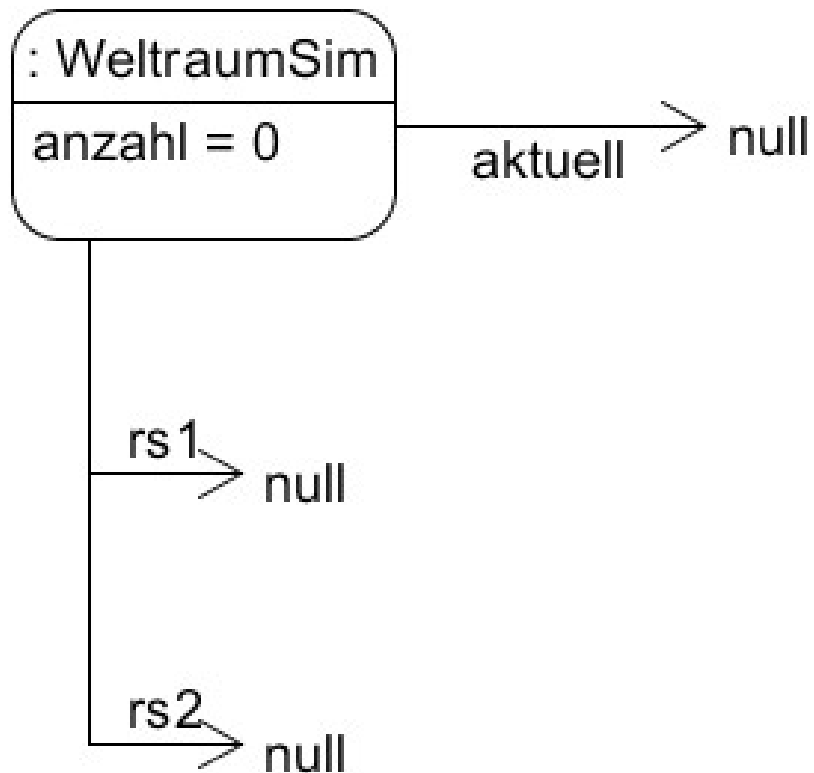 : WeltraumSim
anzahl = 0
aktuell
null
rs1
null
rs2
null